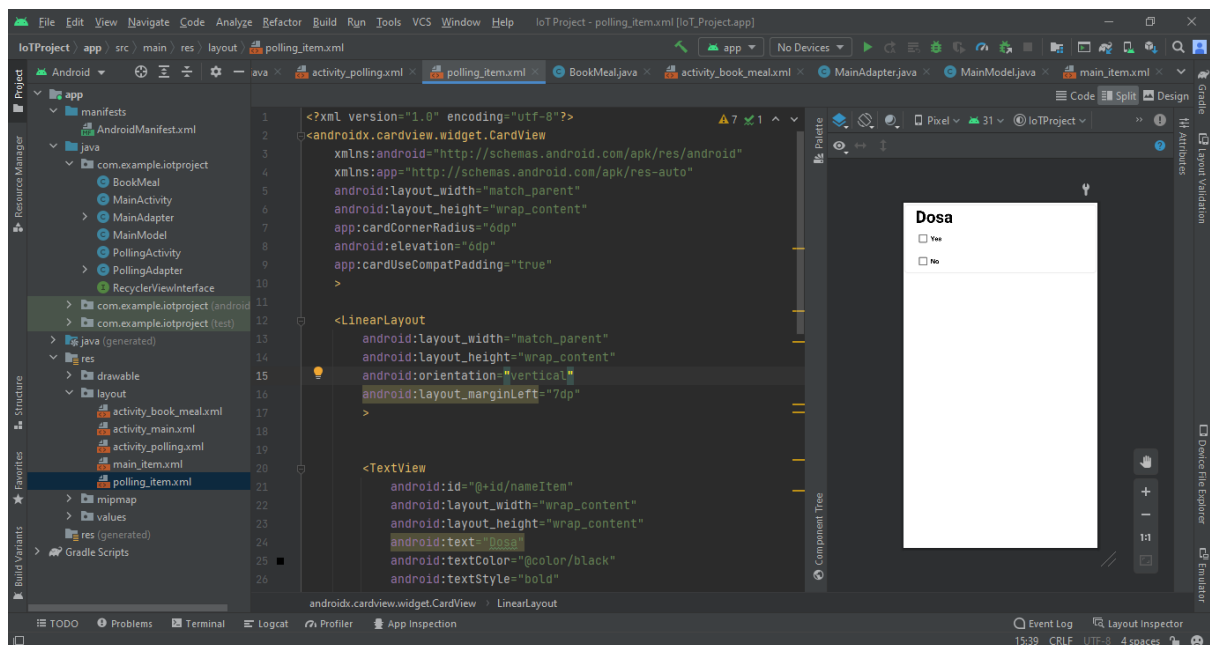 File Edit View Navigate Code Analyze Refactor Build Run Tools VCS Window Help IoT Project - polling_item.xml [IoT_Project.app]
IoTProject app src main res layout polling_item.xml app No Devices
Android ava activity_polling.xml polling_item.xml BookMeal.java activity_book_meal.xml MainAdapter.java MainModel.java main_item.xml
Code Split Design
Project
Resource Manager
Structure
Favorites
Build Variants
app
manifests
AndroidManifest.xml
java
com.example.iotproject
BookMeal
MainActivity
MainAdapter
MainModel
PollingActivity
PollingAdapter
RecyclerViewInterface
com.example.iotproject (android
com.example.iotproject (test)
java (generated)
res
drawable
layout
activity_book_meal.xml
activity_main.xml
activity_polling.xml
main_item.xml
polling_item.xml
mipmap
values
res (generated)
Gradle Scripts
7 1
1 <?xml version="1.0" encoding="utf-8"?>
2 <androidx.cardview.widget.CardView
3 xmlns:android="http://schemas.android.com/apk/res/android"
4 xmlns:app="http://schemas.android.com/apk/res-auto"
5 android:layout_width="match_parent"
6 android:layout_height="wrap_content"
7 app:cardCornerRadius="6dp"
8 android:elevation="6dp"
9 app:cardUseCompatPadding="true"
10 >
11
12 <LinearLayout
13 android:layout_width="match_parent"
14 android:layout_height="wrap_content"
15 android:orientation="vertical"
16 android:layout_marginLeft="7dp"
17 >
18
19
20 <TextView
21 android:id="@+id/nameItem"
22 android:layout_width="wrap_content"
23 android:layout_height="wrap_content"
24 android:text="Dosa"
25 android:textColor="@color/black"
26 android:textStyle="bold"
androidx.cardview.widget.CardView LinearLayout
Palette
Component Tree
Pixel 31 IoTProject
Dosa
Yes
No
1:1
Attributes
Gradle
Layout Validation
Device File Explorer
Emulator
TODO Problems Terminal Logcat Profiler App Inspection Event Log Layout Inspector
15:39 CRLF UTF-8 4 spaces